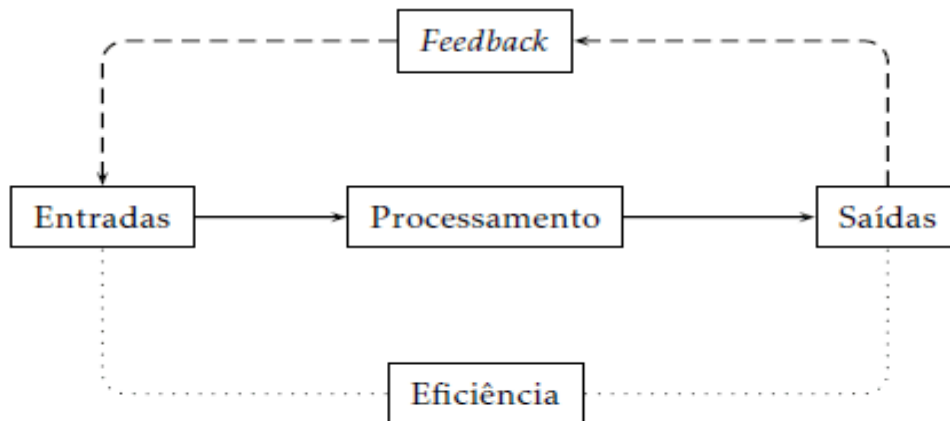 Feedback
Entradas
Processamento
Saídas
Eficiência